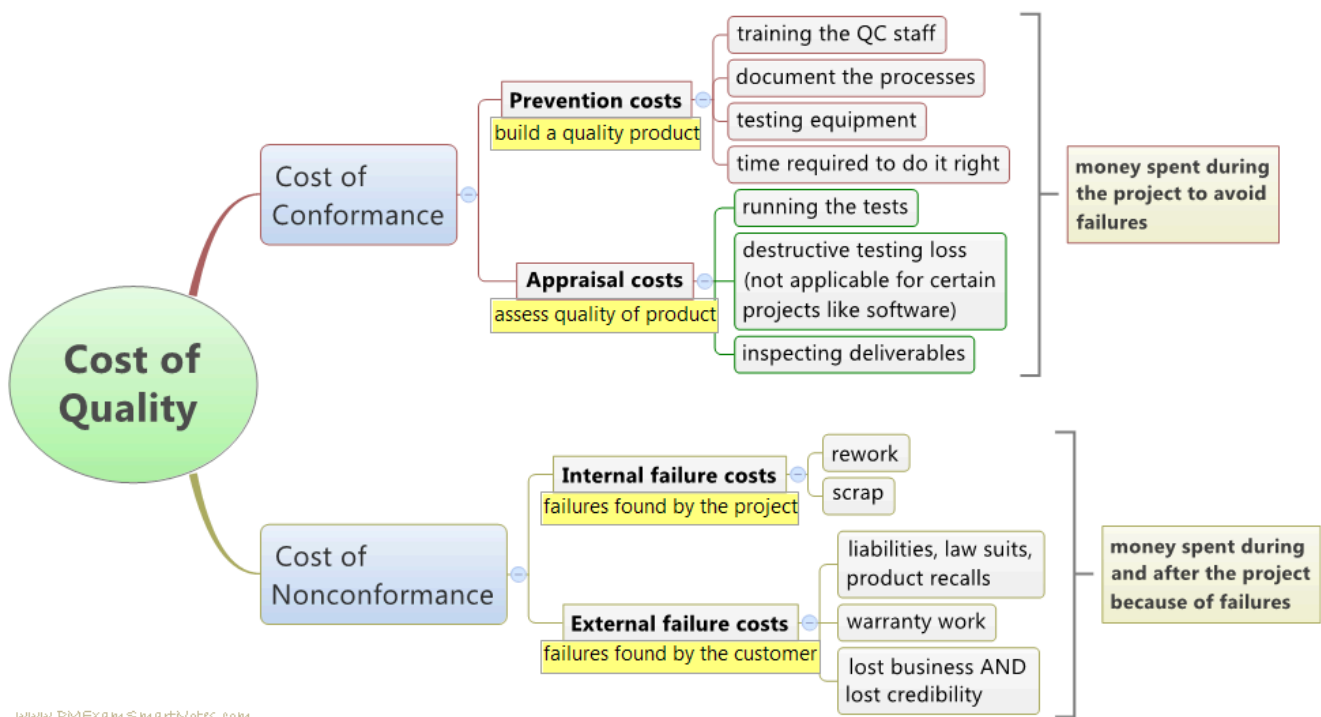 Cost of
Quality
Cost of
Conformance
Prevention costs
build a quality product
training the QC staff
document the processes
testing equipment
time required to do it right
Appraisal costs
assess quality of product
running the tests
destructive testing loss
(not applicable for certain
projects like software)
inspecting deliverables
money spent during
the project to avoid
failures
Cost of
Nonconformance
Internal failure costs
failures found by the project
rework
scrap
External failure costs
failures found by the customer
liabilities, law suits,
product recalls
warranty work
lost business AND
lost credibility
money spent during
and after the project
because of failures
www.PMExamSmartNotes.com